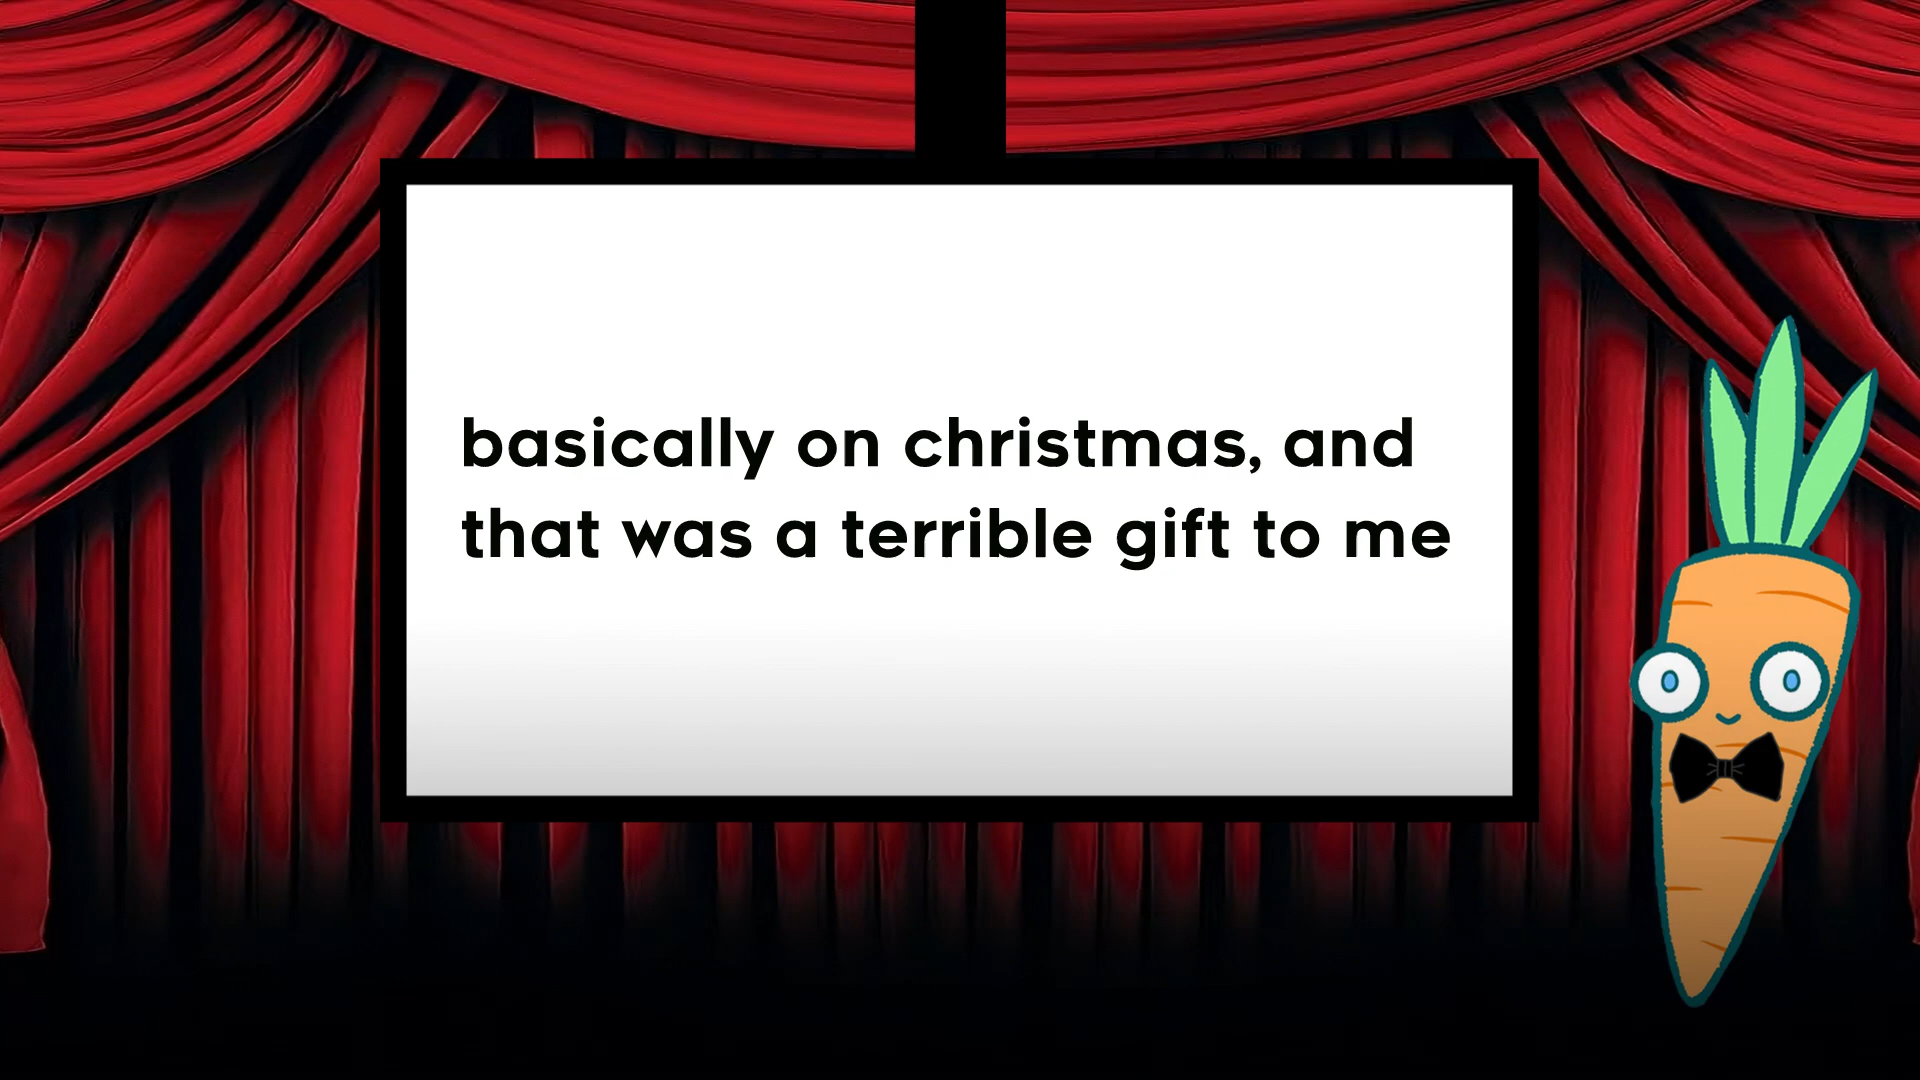 basically on christmas, and
that was a terrible gift to me